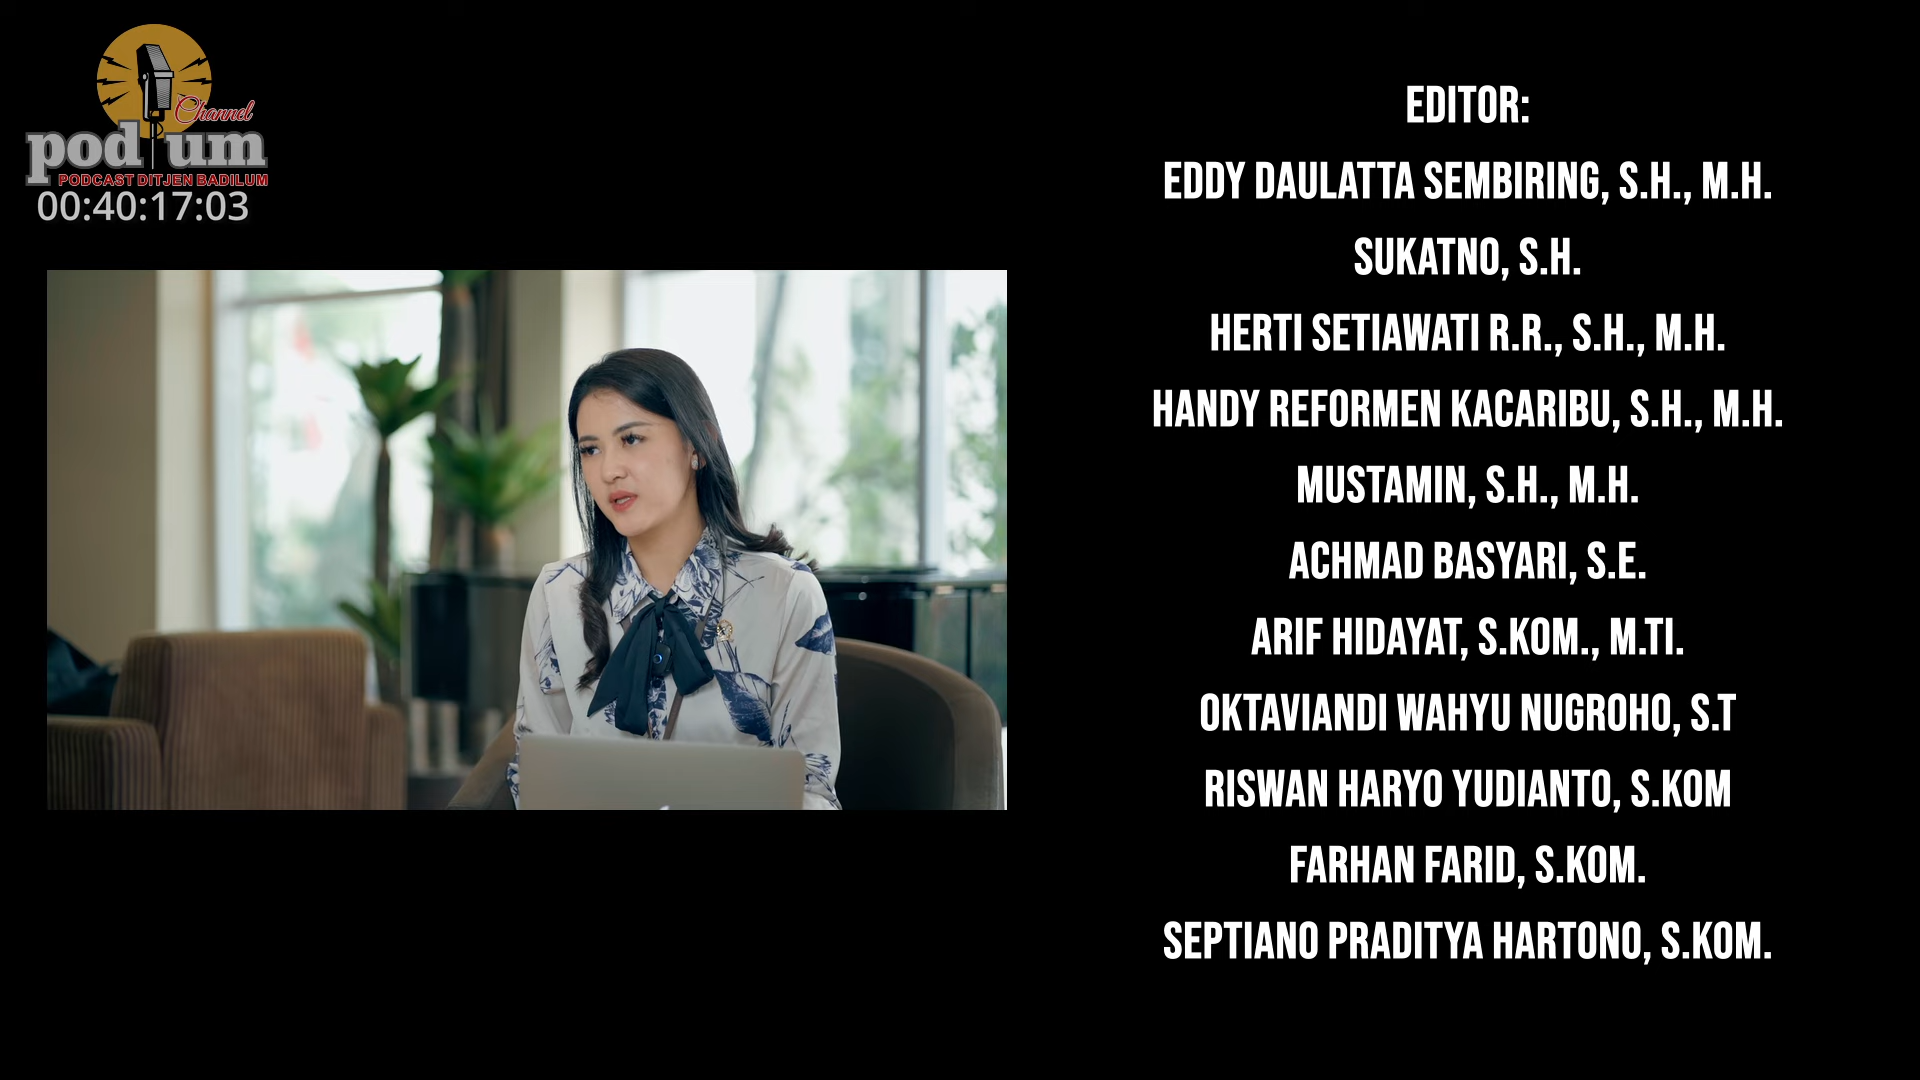 Channel
podium
PODCAST DITJEN BADILUM
00:40:17:03
EDITOR:
EDDY DAULATTA SEMBIRING, S.H., M.H.
SUKATNO, S.H.
HERTI SETIAWATI R.R., S.H., M.H.
HANDY REFORMEN KACARIBU, S.H., M.H.
MUSTAMIN, S.H., M.H.
ACHMAD BASYARI, S.E.
ARIF HIDAYAT, S.KOM., M.TI.
OKTAVIANDI WAHYU NUGROHO, S.T
RISWAN HARYO YUDIANTO, S.KOM
FARHAN FARID, S.KOM.
SEPTIANO PRADITYA HARTONO, S.KOM.